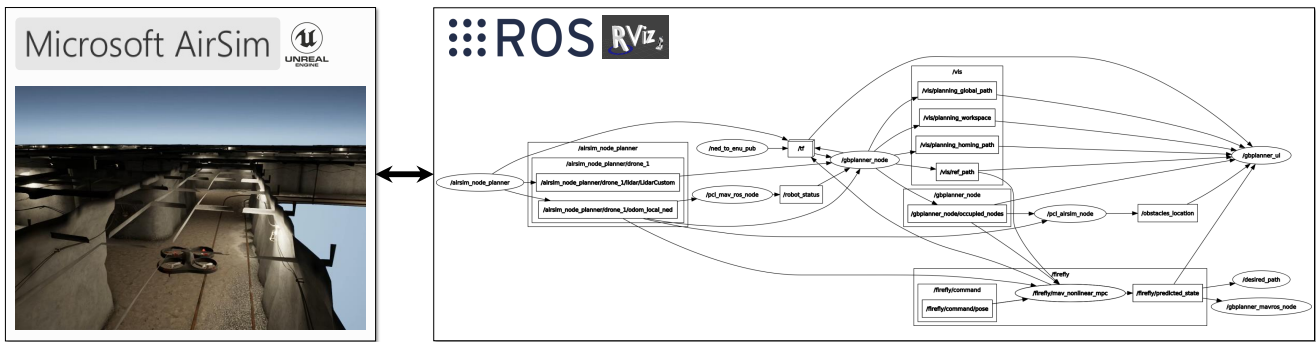 Microsoft AirSim
UNREAL
ENGINE
ROS
RViz
/airsim_node_planner
/airsim_node_planner
/airsim_node_planner/drone_1
/airsim_node_planner/drone_1/lidar/LidarCustom
/airsim_node_planner/drone_1/odom_local_ned
/ned_to_enu_pub
/tf
/pcl_mav_ros_node
/robot_status
/gbplanner_node
/vis
/vis/planning_global_path
/vis/planning_workspace
/vis/planning_homing_path
/vis/ref_path
/gbplanner_node
/gbplanner_node/occupied_nodes
/pcl_airsim_node
/obstacles_location
/gbplanner_ui
/firefly
/firefly/command
/firefly/command/pose
/firefly/mav_nonlinear_mpc
/firefly/predicted_state
/desired_path
/gbplanner_mavros_node